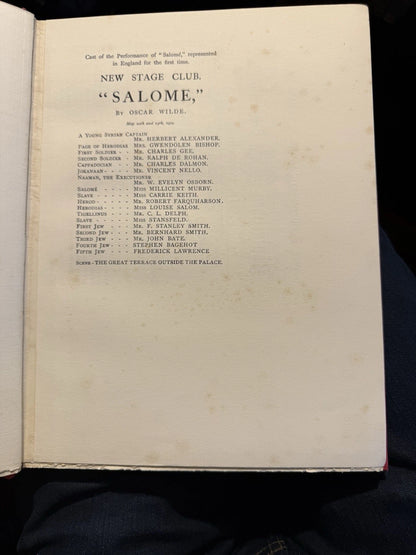 Cast of the Performance of "Salomé," represented
in England for the first time.
NEW STAGE CLUB.
"SALOME,"
By OSCAR WILDE.
May 10th and 13th,
A Young Syrian Captain
Mr. HERBERT ALEXANDER.
Page of Herodias Mrs. GWENDOLEN BISHOP.
First Soldier - - Mr. CHARLES GEE.
Second Soldier - Mr. RALPH DE ROHAN.
Cappadocian - - Mr. CHARLES DALMON.
Jokanaan - - - Mr. VINCENT NELLO.
Naaman, the Executioner
Mr. W. EVELYN OSBORN.
Salomé - - - - Miss MILLICENT MURBY.
Slave - - - - Miss CARRIE KEITH.
Herod - - - - Mr. ROBERT FARQUHARSON.
Herodias - - - Miss LOUISE SALOM.
Tigellinus - - Mr. C. L. DELPH.
Slave - - - - Miss STANSFELD.
First Jew - - - Mr. F. STANLEY SMITH.
Second Jew - - Mr. BERNHARD SMITH.
Third Jew - - - Mr. JOHN BATE.
Fourth Jew - - STEPHEN BAGEHOT
Fifth Jew - - - FREDERICK LAWRENCE
Scene—THE GREAT TERRACE OUTSIDE THE PALACE.